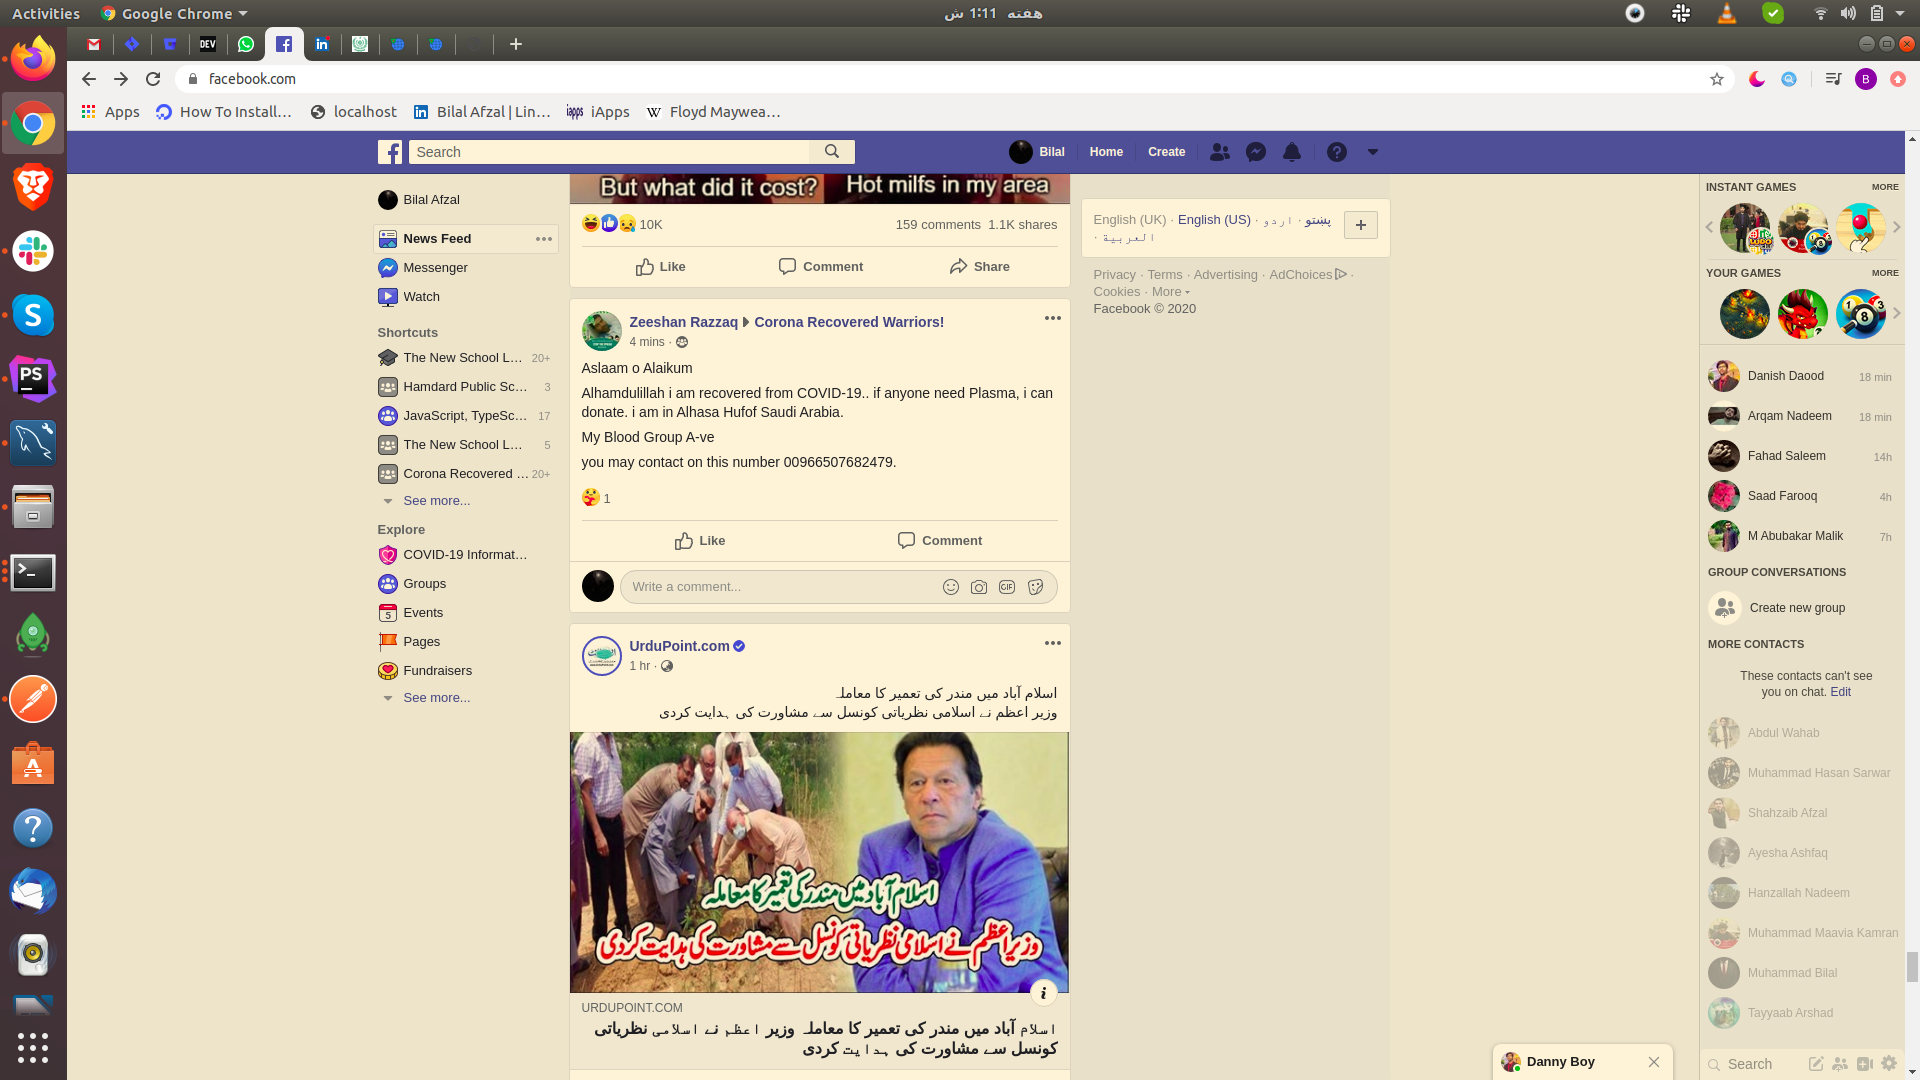 Activities
Google Chrome
هفته 1:11 ش
DEV
facebook.com
B
Apps
How To Install...
localhost
Bilal Afzal | Lin...
iApps
Floyd Maywea...
Search
Bilal
Home
Create
Bilal Afzal
News Feed
Messenger
Watch
Shortcuts
The New School L... 20+
Hamdard Public Sc... 3
JavaScript, TypeSc... 17
The New School L... 5
Corona Recovered ... 20+
See more...
Explore
COVID-19 Informat...
Groups
Events
Pages
Fundraisers
See more...
But what did it cost?
Hot milfs in my area
10K
159 comments 1.1K shares
Like
Comment
Share
Zeeshan Razzaq
Corona Recovered Warriors!
4 mins ·
Aslaam o Alaikum
Alhamdulillah i am recovered from COVID-19.. if anyone need Plasma, i can
donate. i am in Alhasa Hufof Saudi Arabia.
My Blood Group A-ve
you may contact on this number 00966507682479.
1
Like
Comment
Write a comment...
GIF
UrduPoint.com
1 hr ·
اسلام آباد میں مندر کی تعمیر کا معاملہ
وزیر اعظم نے اسلامی نظریاتی کونسل سے مشاورت کی ہدایت کردی
اسلام آباد میں مندر کی تعمیر کا معاملہ
وزیراعظم نے اسلامی نظریاتی کونسل سے مشاورت کی ہدایت کردی
URDUPOINT.COM
اسلام آباد میں مندر کی تعمیر کا معاملہ وزیر اعظم نے اسلامی نظریاتی
کونسل سے مشاورت کی ہدایت کردی
English (UK) · English (US) · اردو · پښتو
· العربية
Privacy · Terms · Advertising · AdChoices ·
Cookies · More
Facebook © 2020
INSTANT GAMES
MORE
YOUR GAMES
MORE
Danish Daood 18 min
Arqam Nadeem 18 min
Fahad Saleem 14h
Saad Farooq 4h
M Abubakar Malik 7h
GROUP CONVERSATIONS
Create new group
MORE CONTACTS
These contacts can't see
you on chat. Edit
Abdul Wahab
Muhammad Hasan Sarwar
Shahzaib Afzal
Ayesha Ashfaq
Hanzallah Nadeem
Muhammad Maavia Kamran
Muhammad Bilal
Tayyaab Arshad
Danny Boy
Search